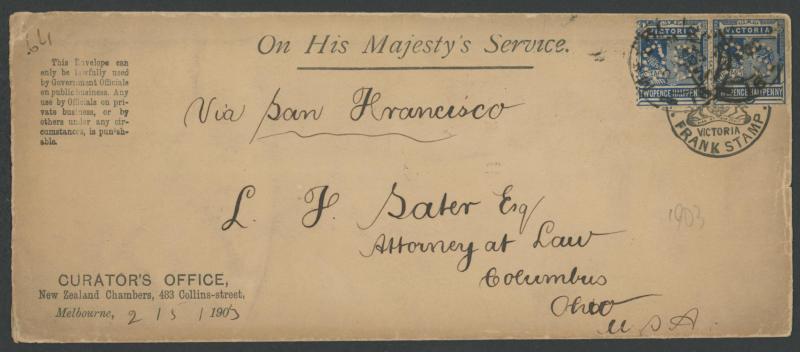 On His Majesty's Service.
This Envelope can
only be lawfully used
by Government Officials
on public business. Any
use by Officials on pri-
vate business, or by
others under any cir-
cumstances, is punish-
able.
VICTORIA
TWOPENCE HALFPENNY
VICTORIA
TWOPENCE HALFPENNY
VICTORIA
FRANK STAMP.
Via San Francisco
L. F. Sater Esq
Attorney at Law
Columbus
Ohio
U S A.
1903
CURATOR'S OFFICE,
New Zealand Chambers, 483 Collins-street,
Melbourne, 2 / 5 / 1903